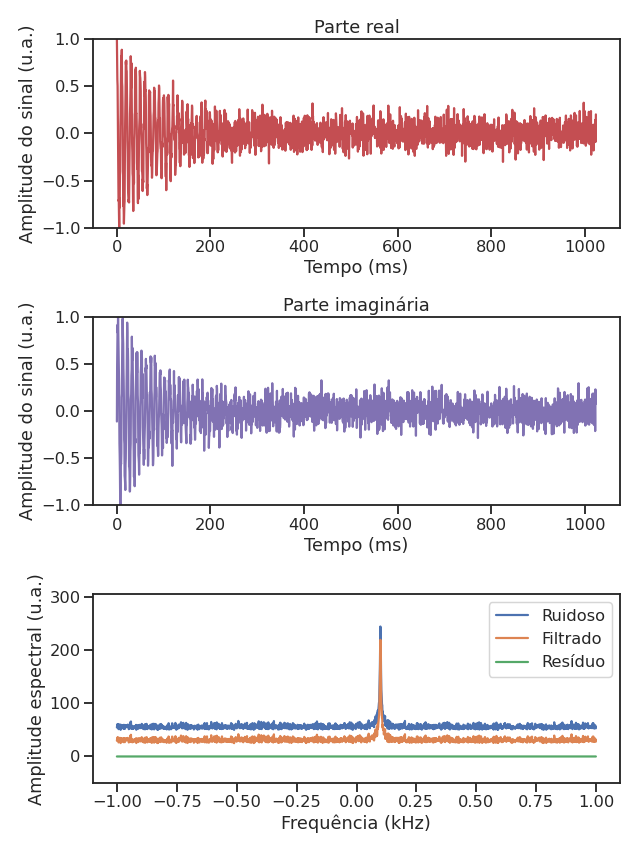 Parte real
Amplitude do sinal (u.a.)
1.0
0.5
0.0
−0.5
−1.0
0 200 400 600 800 1000
Tempo (ms)
Parte imaginária
Amplitude do sinal (u.a.)
1.0
0.5
0.0
−0.5
−1.0
0 200 400 600 800 1000
Tempo (ms)
Amplitude espectral (u.a.)
300
200
100
0
Ruidoso
Filtrado
Resíduo
−1.00 −0.75 −0.50 −0.25 0.00 0.25 0.50 0.75 1.00
Frequência (kHz)